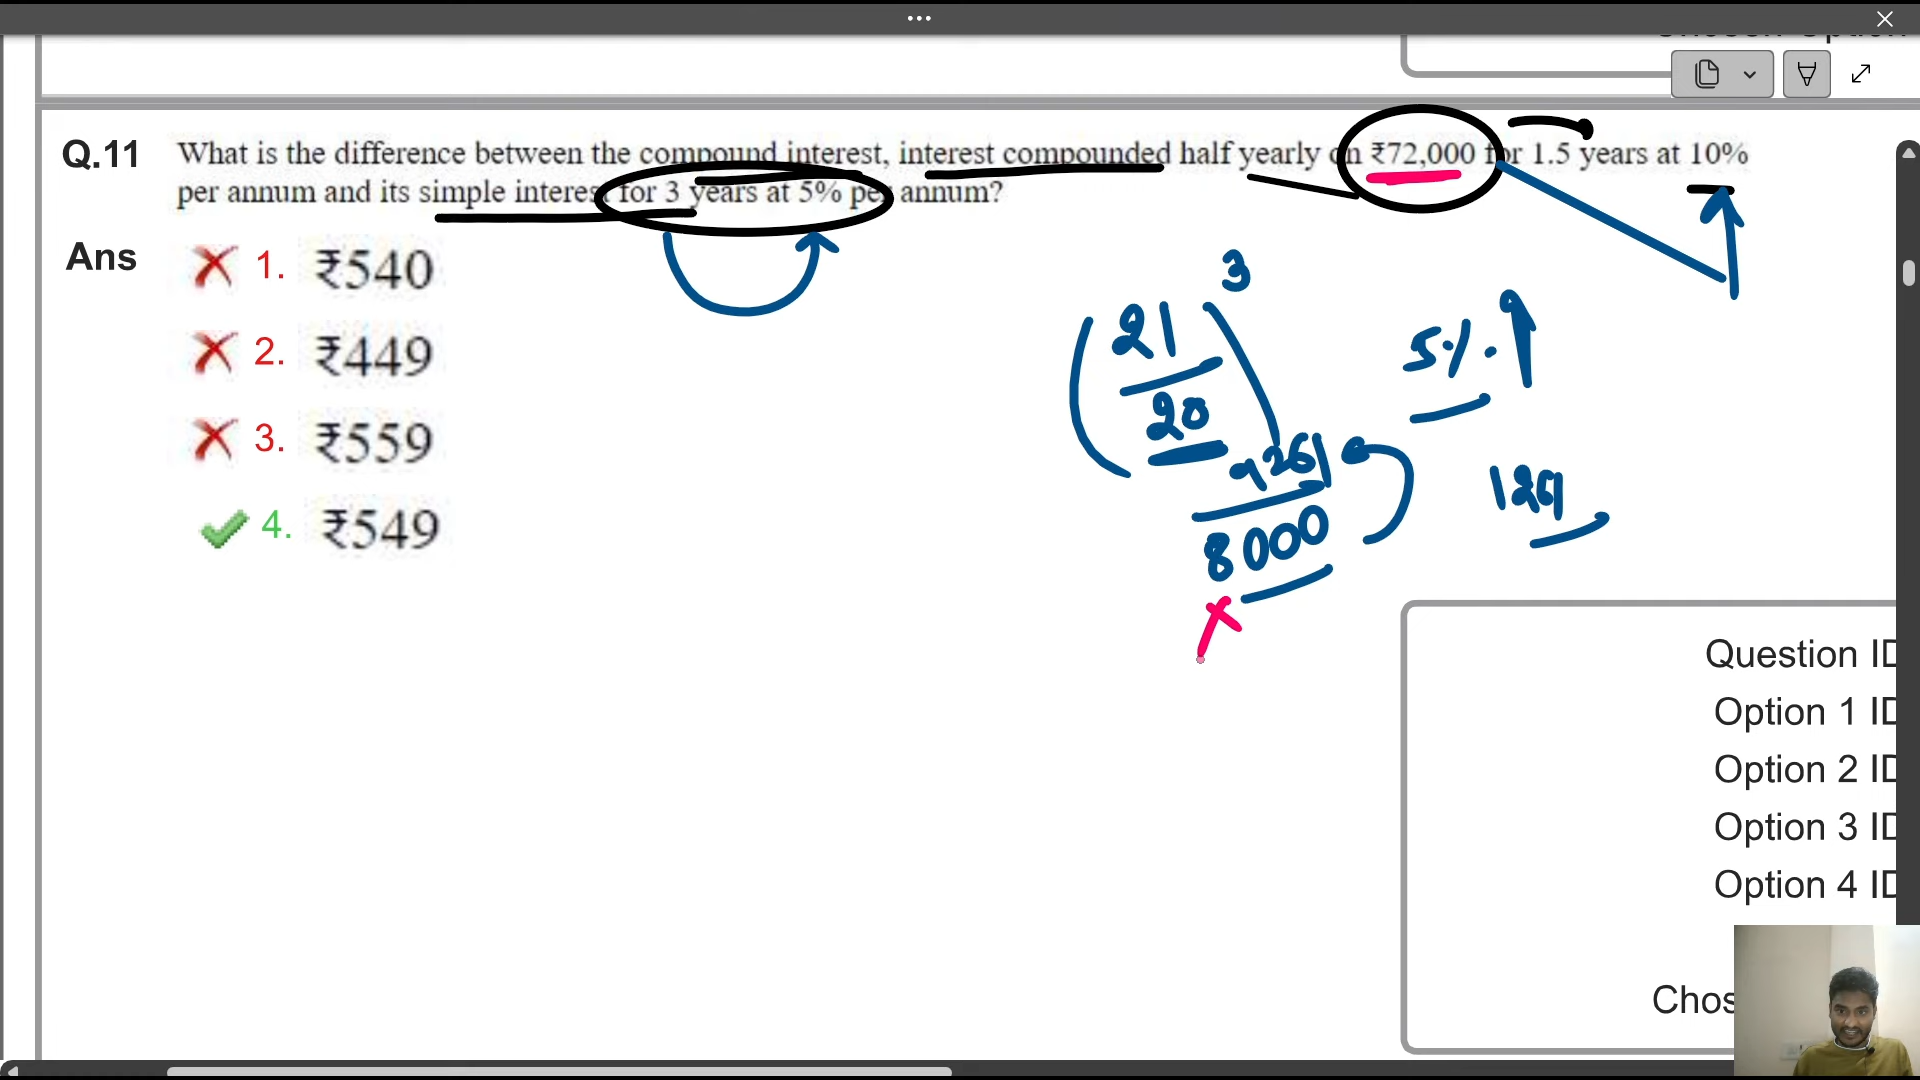 Q.11 What is the difference between the compound interest, interest compounded half yearly on ₹72,000 for 1.5 years at 10%
per annum and its simple interest for 3 years at 5% per annum?
Ans
1. ₹540
2. ₹449
3. ₹559
4. ₹549
3
21
20
5%
9261
8000
1261
Question ID
Option 1 ID
Option 2 ID
Option 3 ID
Option 4 ID